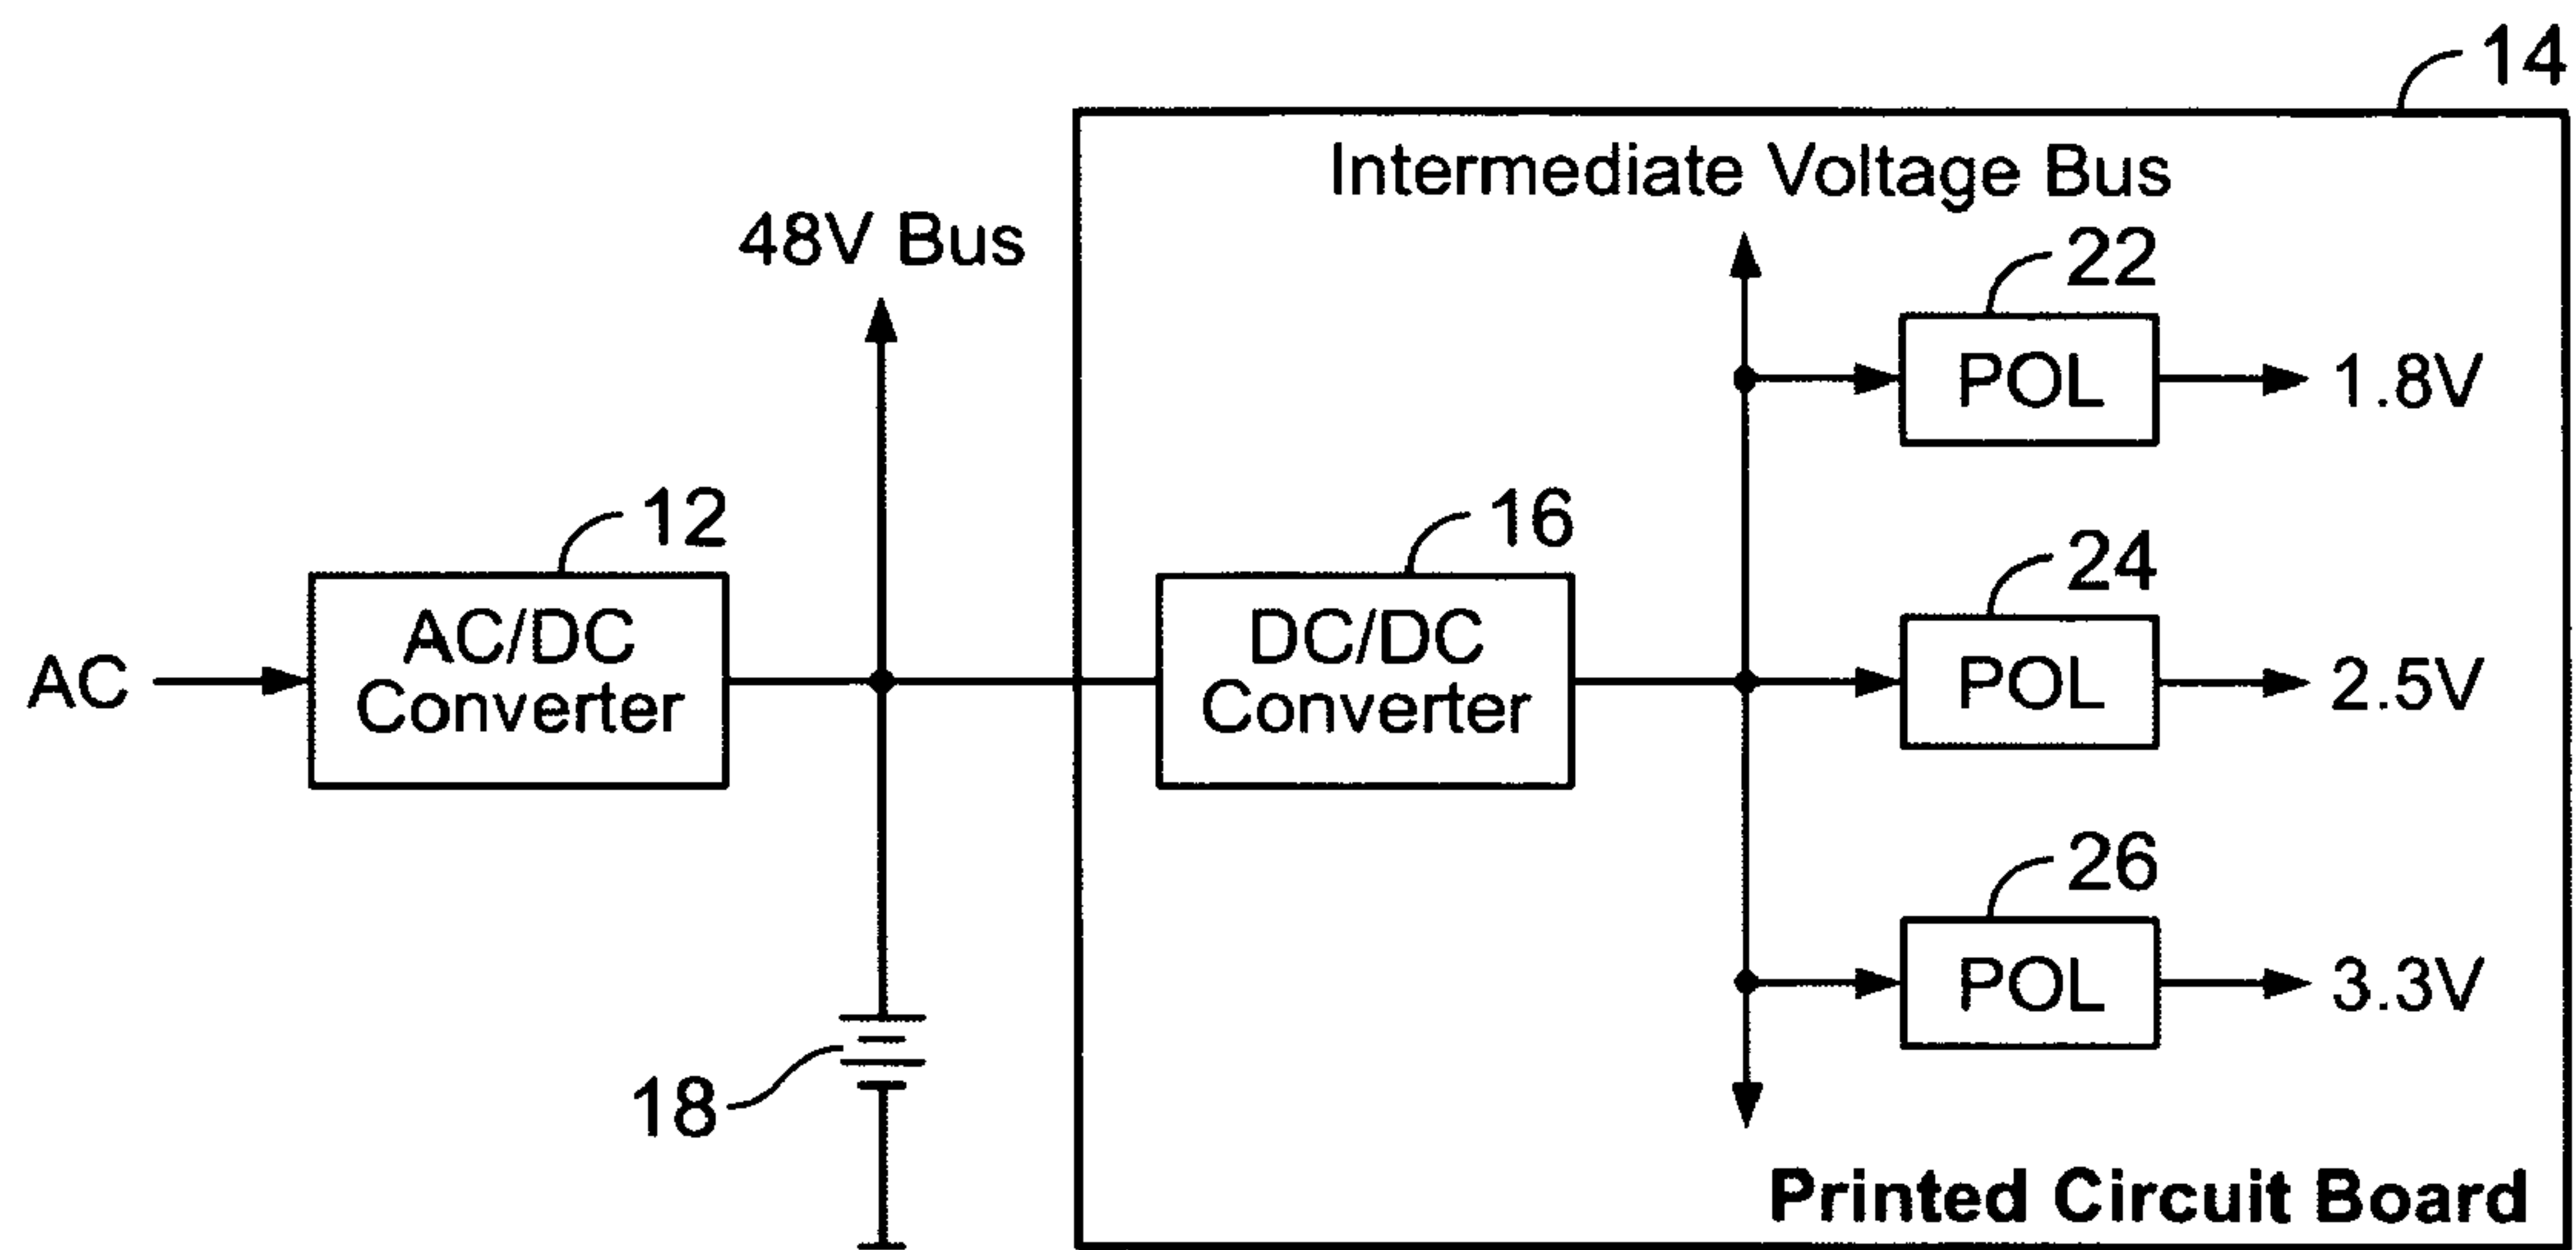 14
Intermediate Voltage Bus
48V Bus
22
POL
1.8V
12
16
24
AC
AC/DC
Converter
DC/DC
Converter
POL
2.5V
26
POL
3.3V
18
Printed Circuit Board